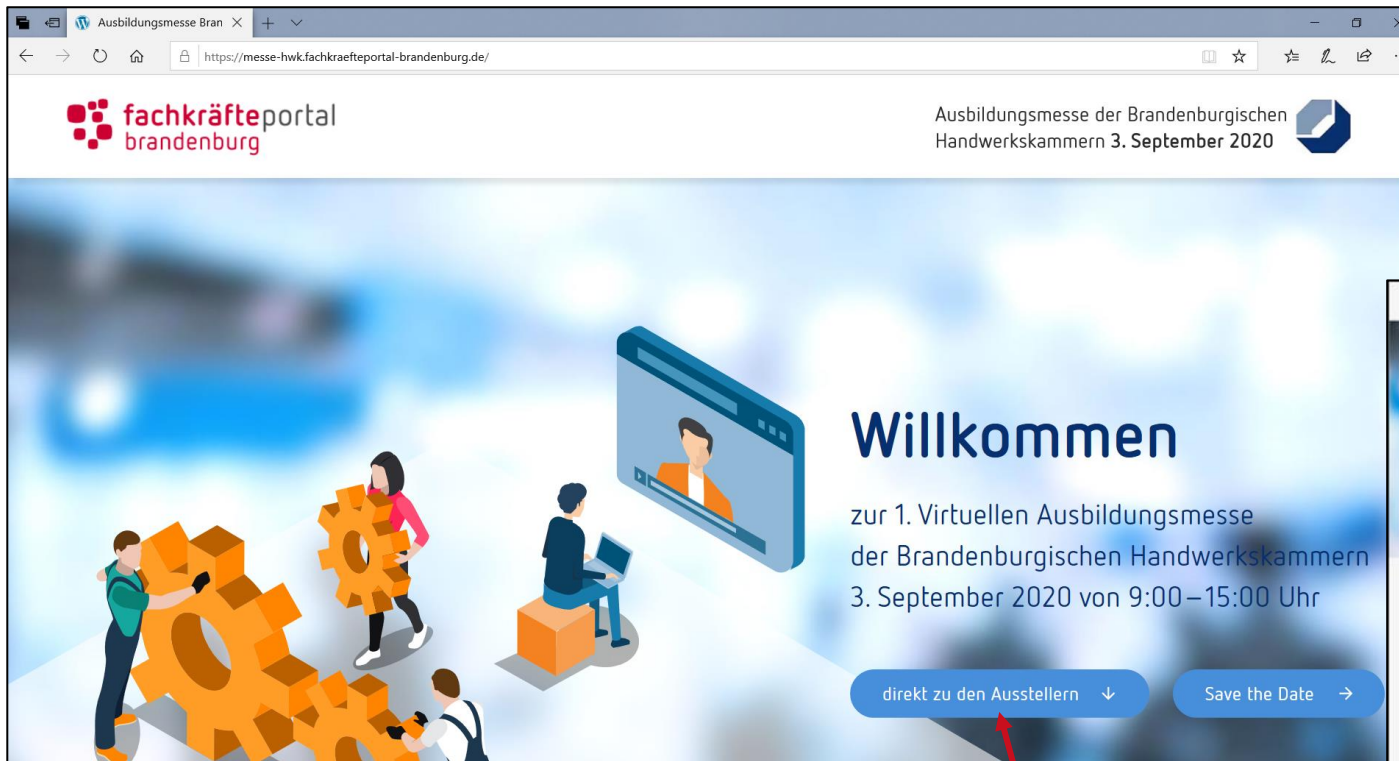 Ausbildungsmesse Bran
https://messe-hwk.fachkraefteportal-brandenburg.de/
fachkräfteportal
brandenburg
Ausbildungsmesse der Brandenburgischen
Handwerkskammern 3. September 2020
Willkommen
zur 1. Virtuellen Ausbildungsmesse
der Brandenburgischen Handwerkskammern
3. September 2020 von 9:00–15:00 Uhr
direkt zu den Ausstellern ↓
Save the Date →